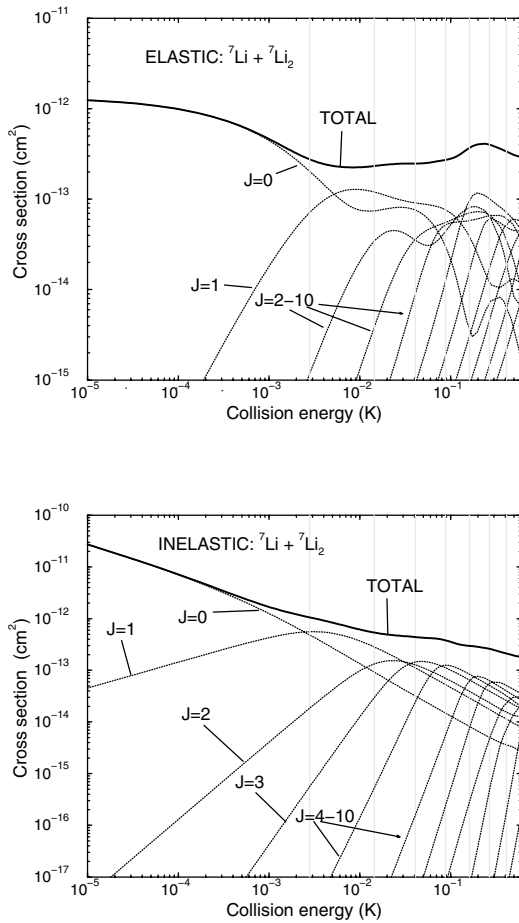 10⁻¹¹
ELASTIC: ⁷Li + ⁷Li₂
10⁻¹²
TOTAL
J=0
10⁻¹³
J=1
10⁻¹⁴
J=2−10
10⁻¹⁵
Cross section (cm²)
10⁻⁵ 10⁻⁴ 10⁻³ 10⁻² 10⁻¹
Collision energy (K)
10⁻¹⁰
INELASTIC: ⁷Li + ⁷Li₂
10⁻¹¹
TOTAL
10⁻¹²
J=0
J=1
10⁻¹³
10⁻¹⁴
J=2
10⁻¹⁵
J=3
10⁻¹⁶
J=4−10
10⁻¹⁷
Cross section (cm²)
10⁻⁵ 10⁻⁴ 10⁻³ 10⁻² 10⁻¹
Collision energy (K)